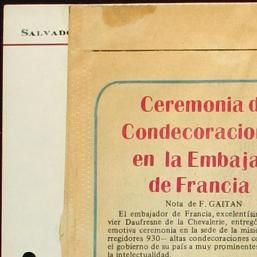 SALVADO
Ceremonia d
Condecoracion
en la Embaja
de Francia
Nota de F. GAITAN
El embajador de Francia, excelentísi
vier Daufresne de la Chevalerie, entregó
emotiva ceremonia en la sede de la misió
rregidores 930— altas condecoraciones co
el gobierno de su país a muy prominentes
la intelectualidad.